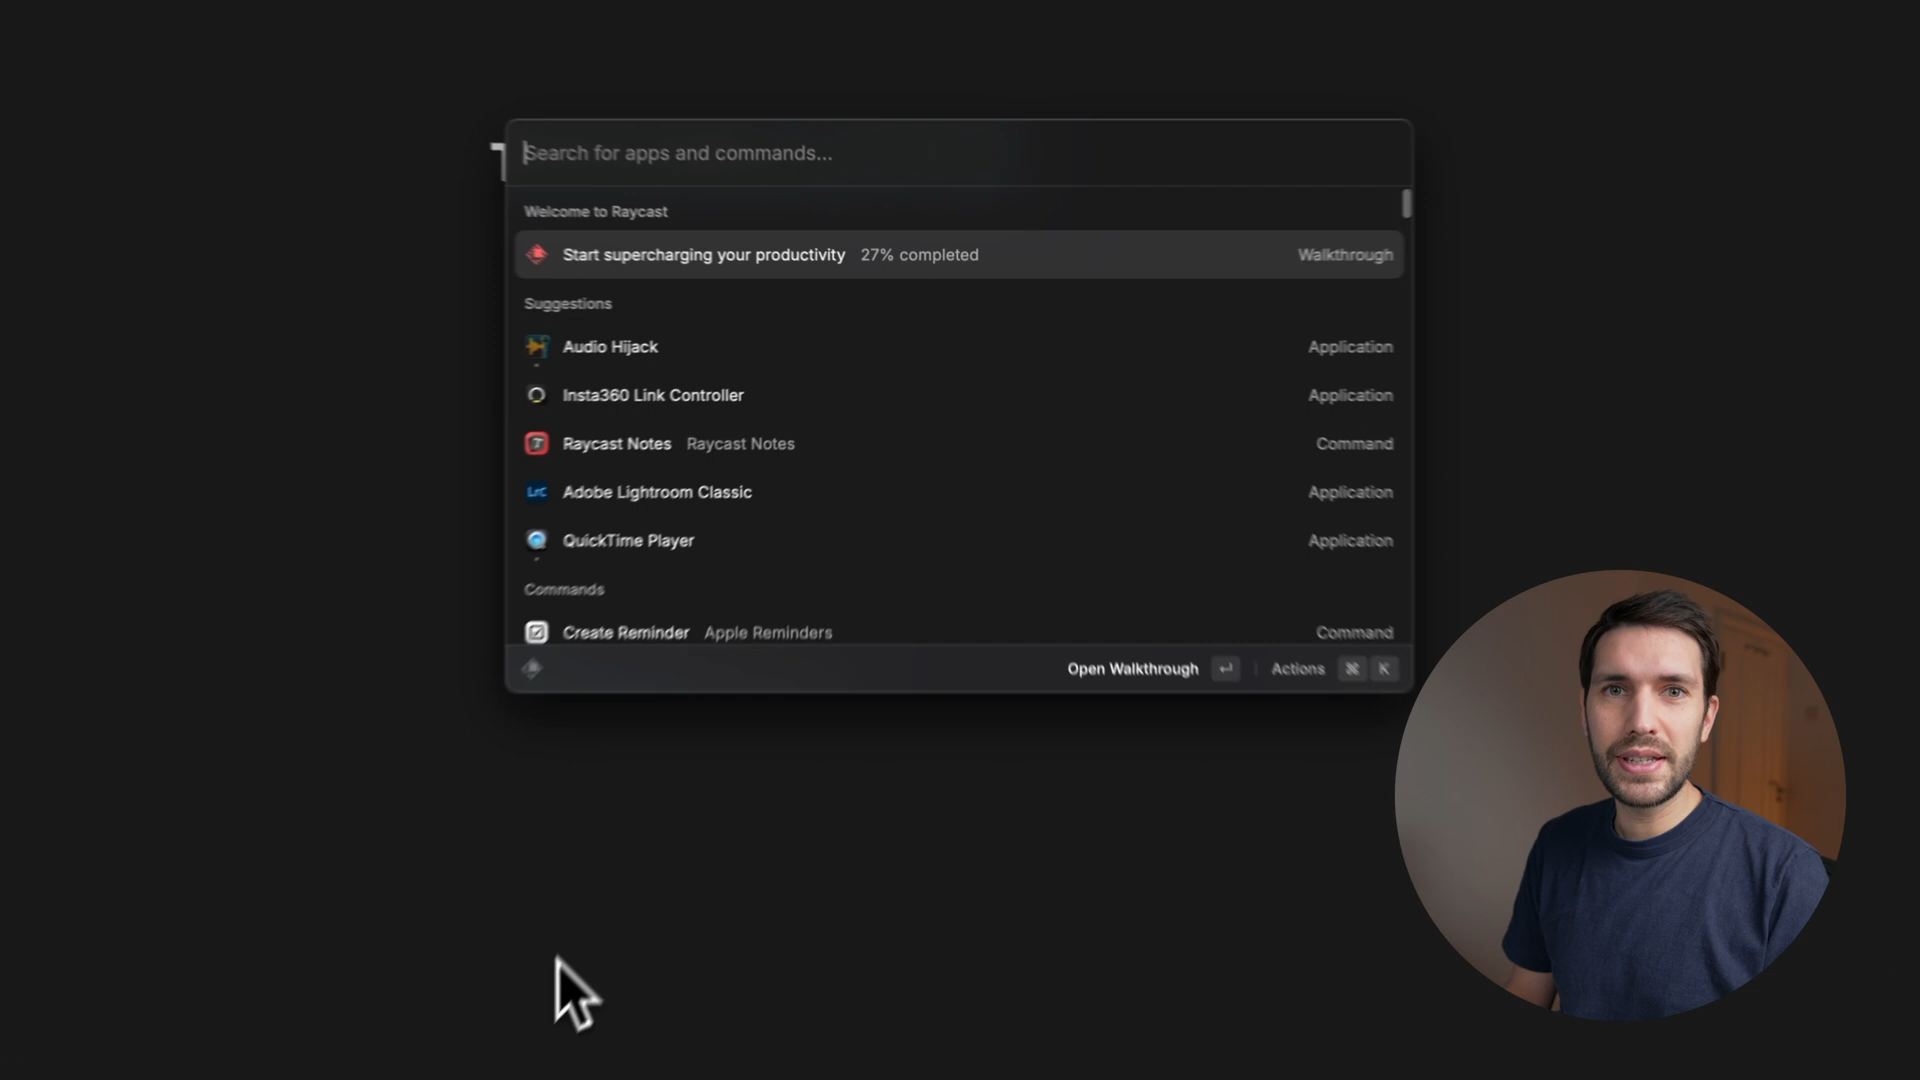 Search for apps and commands...
Welcome to Raycast
Start supercharging your productivity 27% completed Walkthrough
Suggestions
Audio Hijack Application
Insta360 Link Controller Application
Raycast Notes Raycast Notes Command
LrC Adobe Lightroom Classic Application
QuickTime Player Application
Commands
Create Reminder Apple Reminders Command
Open Walkthrough ↵ | Actions ⌘ K